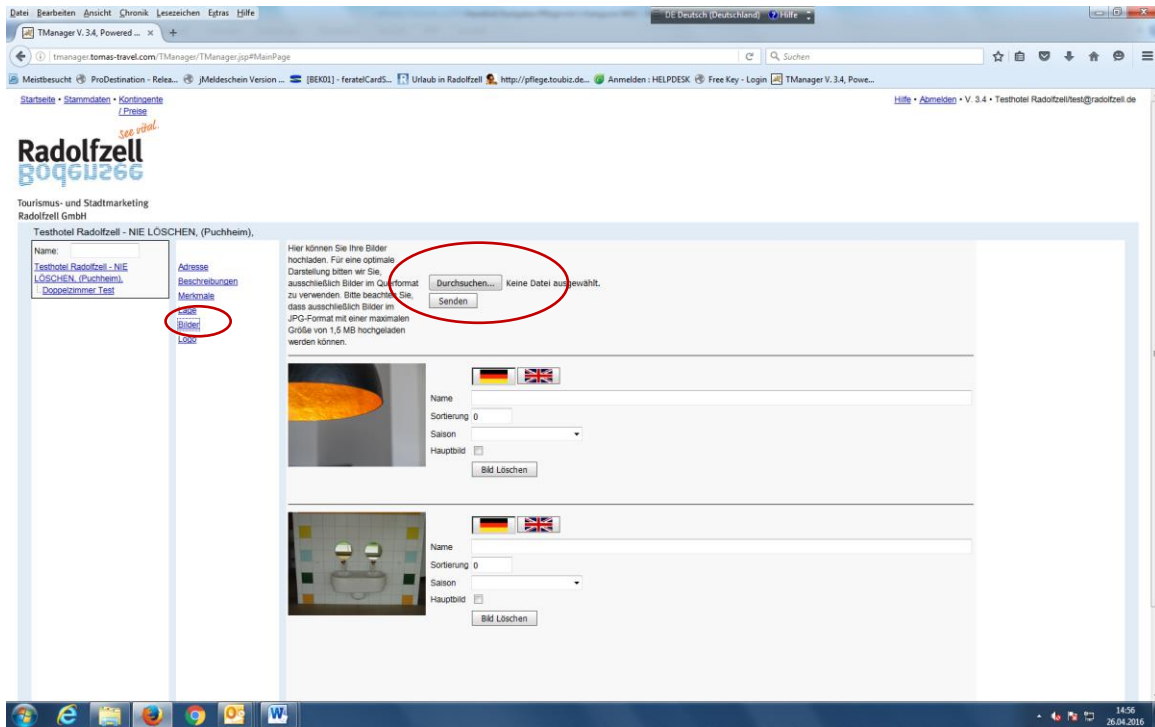 Datei Bearbeiten Ansicht Chronik Lesezeichen Extras Hilfe
DE Deutsch (Deutschland) Hilfe
TManager V. 3.4, Powered ... × +
tmanager.tomas-travel.com/TManager/TManager.jsp#MainPage
Suchen
Meistbesucht ProDestination - Relea... jMeldeschein Version ... [BEK01] - feratelCardS... Urlaub in Radolfzell http://pflege.toubiz.de... Anmelden : HELPDESK Free Key - Login TManager V. 3.4, Powe...
Startseite • Stammdaten • Kontingente
/ Preise
Hilfe • Abmelden • V. 3.4 • Testhotel Radolfzell/test@radolfzell.de
See vital.
Radolfzell
Bodensee
Tourismus- und Stadtmarketing
Radolfzell GmbH
Testhotel Radolfzell - NIE LÖSCHEN, (Puchheim),
Name:
Testhotel Radolfzell - NIE
LÖSCHEN, (Puchheim),
Doppelzimmer Test
Adresse
Beschreibungen
Merkmale
Lage
Bilder
Logo
Hier können Sie Ihre Bilder
hochladen. Für eine optimale
Darstellung bitten wir Sie,
ausschließlich Bilder im Querformat
zu verwenden. Bitte beachten Sie,
dass ausschließlich Bilder im
JPG-Format mit einer maximalen
Größe von 1,5 MB hochgeladen
werden können.
Durchsuchen... Keine Datei ausgewählt.
Senden
Name
Sortierung 0
Saison
Hauptbild
Bild Löschen
Name
Sortierung 0
Saison
Hauptbild
Bild Löschen
14:56
26.04.2016